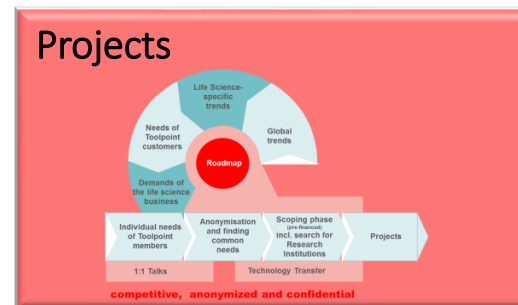 Projects
Life Science-
specific
trends
Needs of
Toolpoint
customers
Global
trends
Roadmap
Demands of
the life science
business
Individual needs
of Toolpoint
members
Anonymisation
and finding
common
needs
Scoping phase
(pre-financed)
incl. search for
Research
Institutions
Projects
1:1 Talks
Technology Transfer
competitive, anonymized and confidential